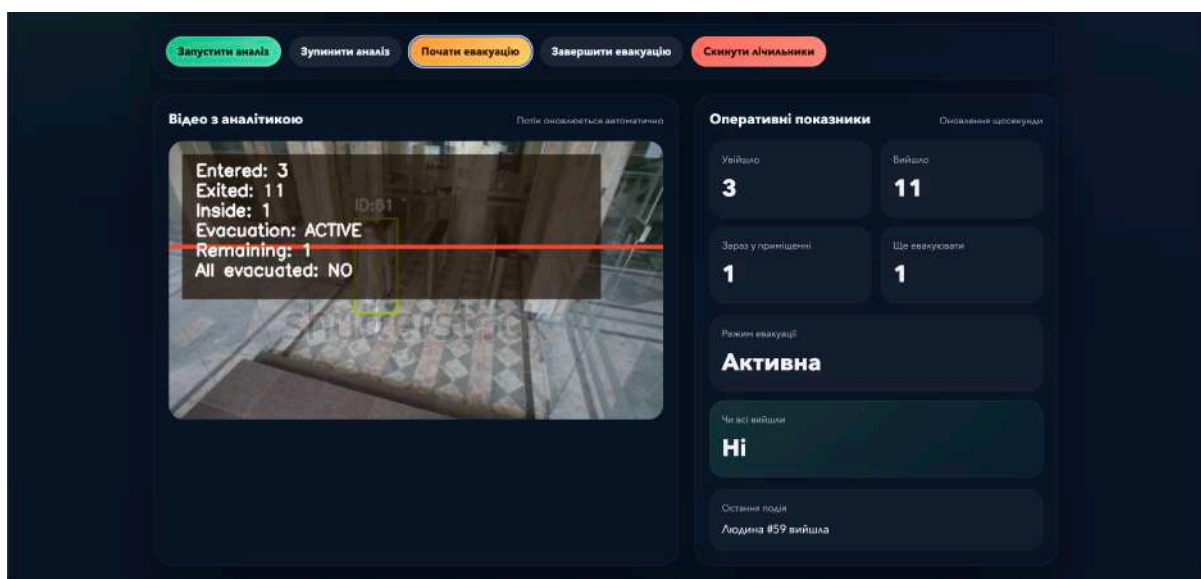 Запустити аналіз
Зупинити аналіз
Почати евакуацію
Завершити евакуацію
Скинути лічильники
Відео з аналітикою
Потік оновлюється автоматично
Entered: 3
Exited: 11
Inside: 1
Evacuation: ACTIVE
Remaining: 1
All evacuated: NO
ID:61
shutterstock
Оперативні показники
Оновлення щосекунди
Увійшло
3
Вийшло
11
Зараз у приміщенні
1
Ще евакуювати
1
Режим евакуації
Активна
Чи всі вийшли
Ні
Остання подія
Людина #59 вийшла